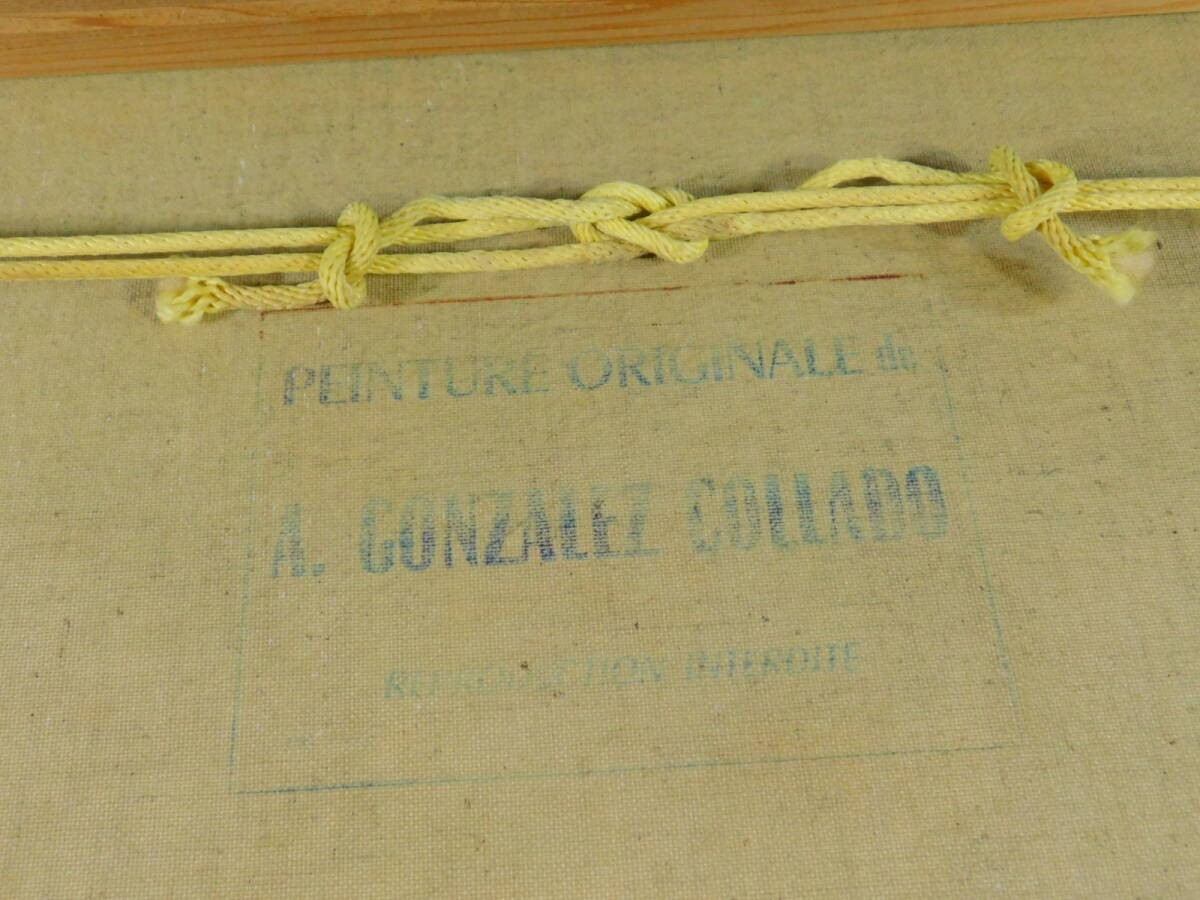 PEINTURE ORIGINALE de
A. GONZALEZ COLLADO
REPRODUCTION INTERDITE